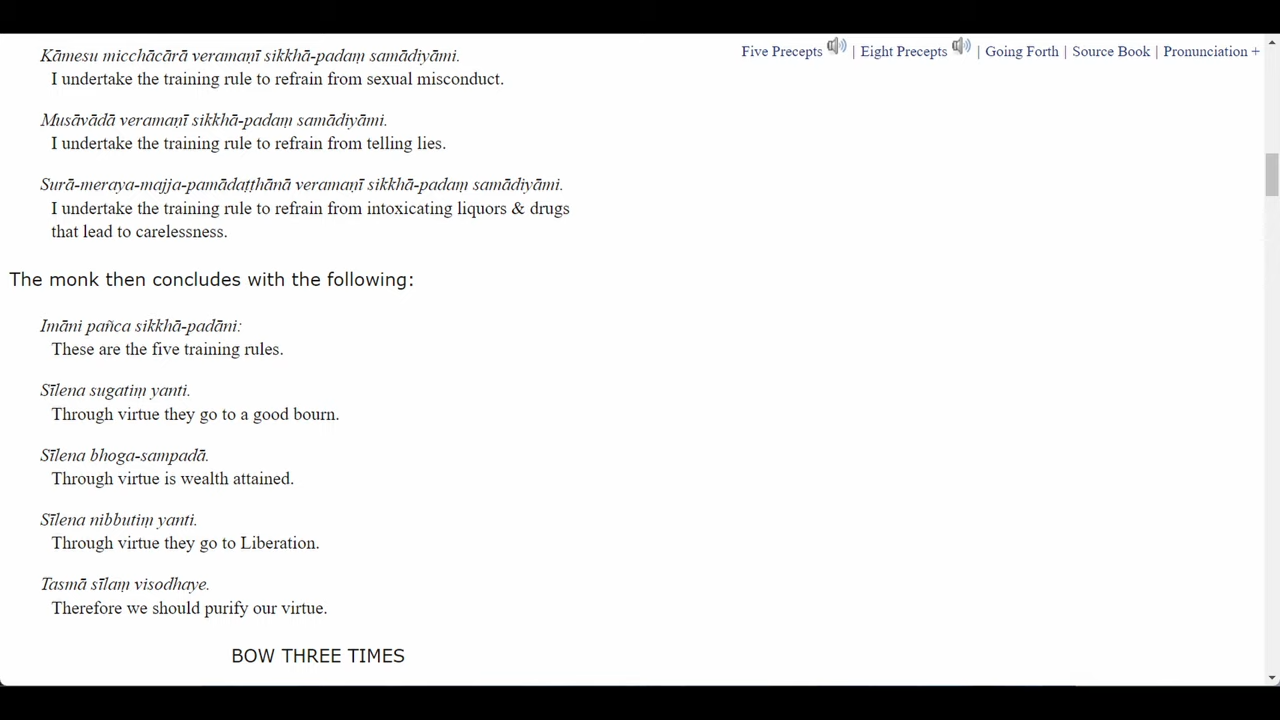 Five Precepts | Eight Precepts | Going Forth | Source Book | Pronunciation +
Kāmesu micchācārā veramaṇī sikkhā-padaṃ samādiyāmi.
I undertake the training rule to refrain from sexual misconduct.
Musāvādā veramaṇī sikkhā-padaṃ samādiyāmi.
I undertake the training rule to refrain from telling lies.
Surā-meraya-majja-pamādaṭṭhānā veramaṇī sikkhā-padaṃ samādiyāmi.
I undertake the training rule to refrain from intoxicating liquors & drugs
that lead to carelessness.
The monk then concludes with the following:
Imāni pañca sikkhā-padāni:
These are the five training rules.
Sīlena sugatiṃ yanti.
Through virtue they go to a good bourn.
Sīlena bhoga-sampadā.
Through virtue is wealth attained.
Sīlena nibbutiṃ yanti.
Through virtue they go to Liberation.
Tasmā sīlaṃ visodhaye.
Therefore we should purify our virtue.
BOW THREE TIMES